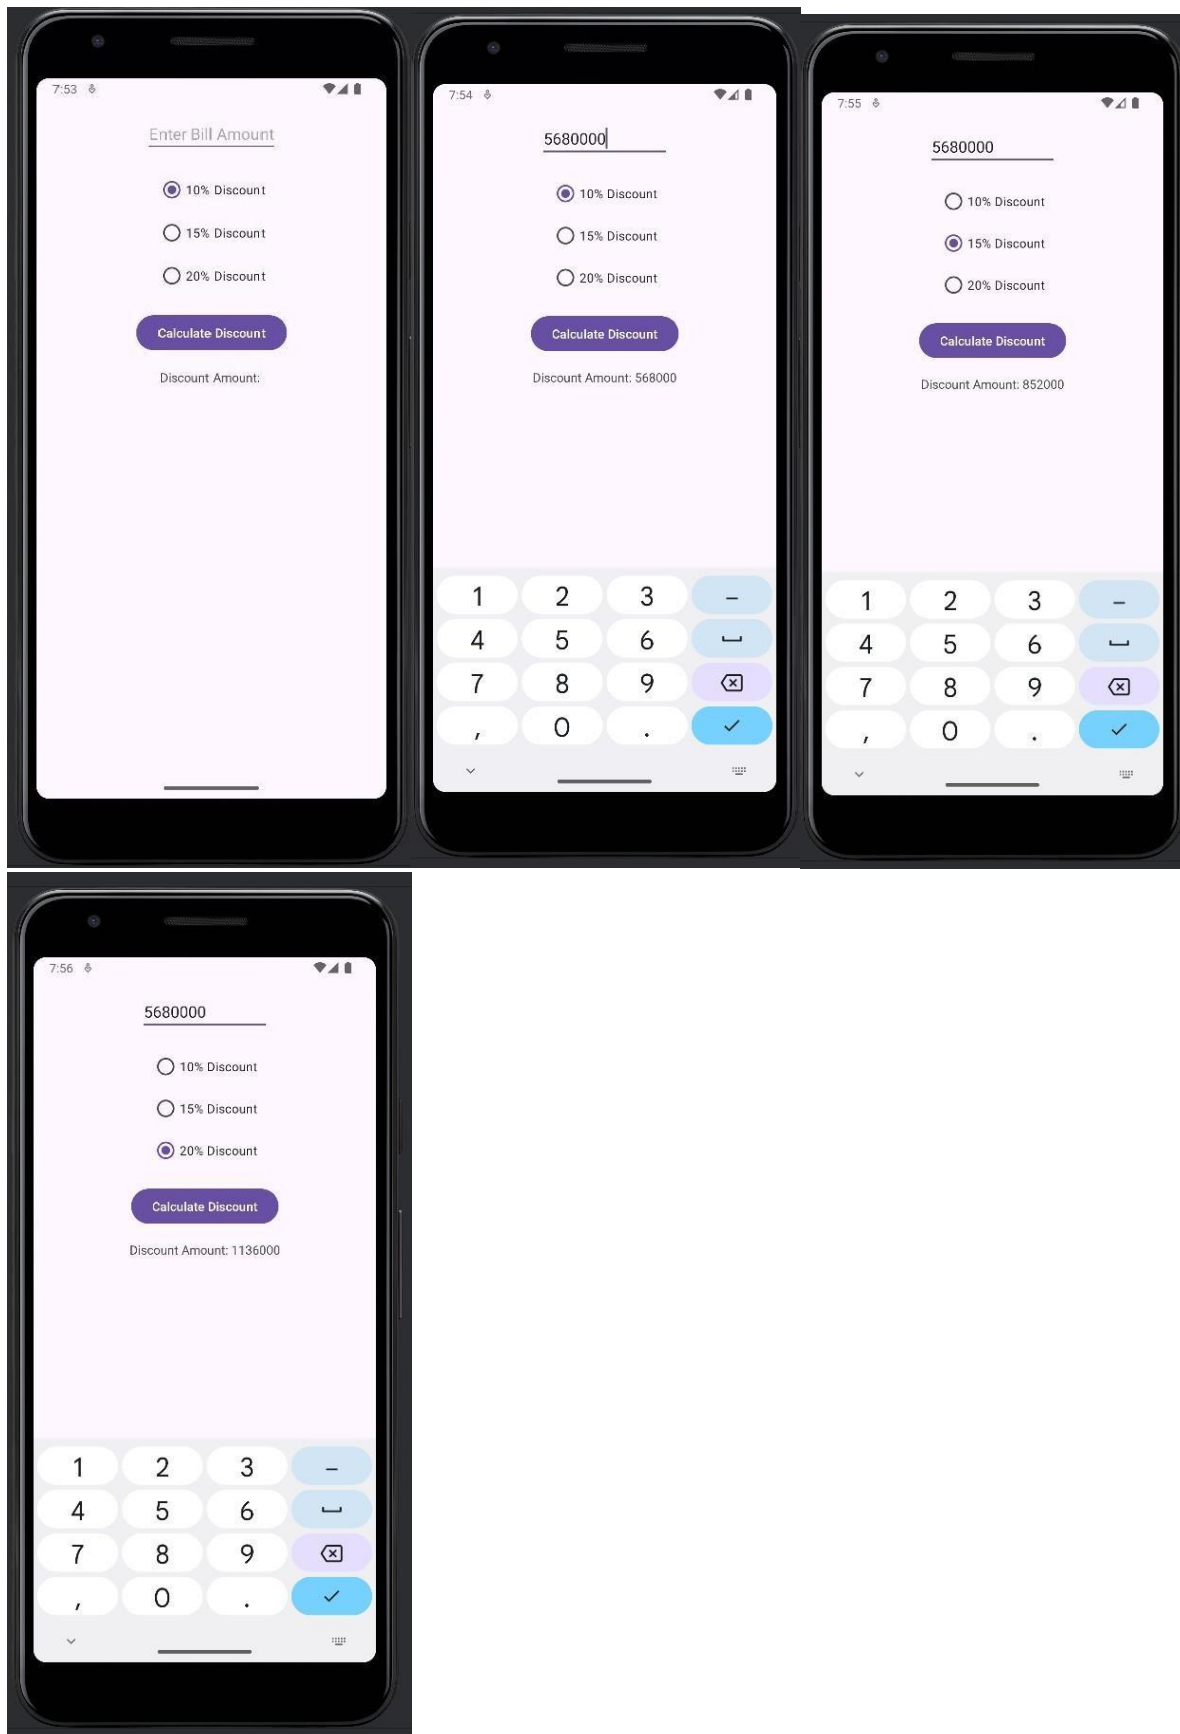 7:53
Enter Bill Amount
10% Discount
15% Discount
20% Discount
Calculate Discount
Discount Amount:
7:54
5680000
10% Discount
15% Discount
20% Discount
Calculate Discount
Discount Amount: 568000
1 2 3 –
4 5 6
7 8 9
, 0 .
7:55
5680000
10% Discount
15% Discount
20% Discount
Calculate Discount
Discount Amount: 852000
1 2 3 –
4 5 6
7 8 9
, 0 .
7:56
5680000
10% Discount
15% Discount
20% Discount
Calculate Discount
Discount Amount: 1136000
1 2 3 –
4 5 6
7 8 9
, 0 .